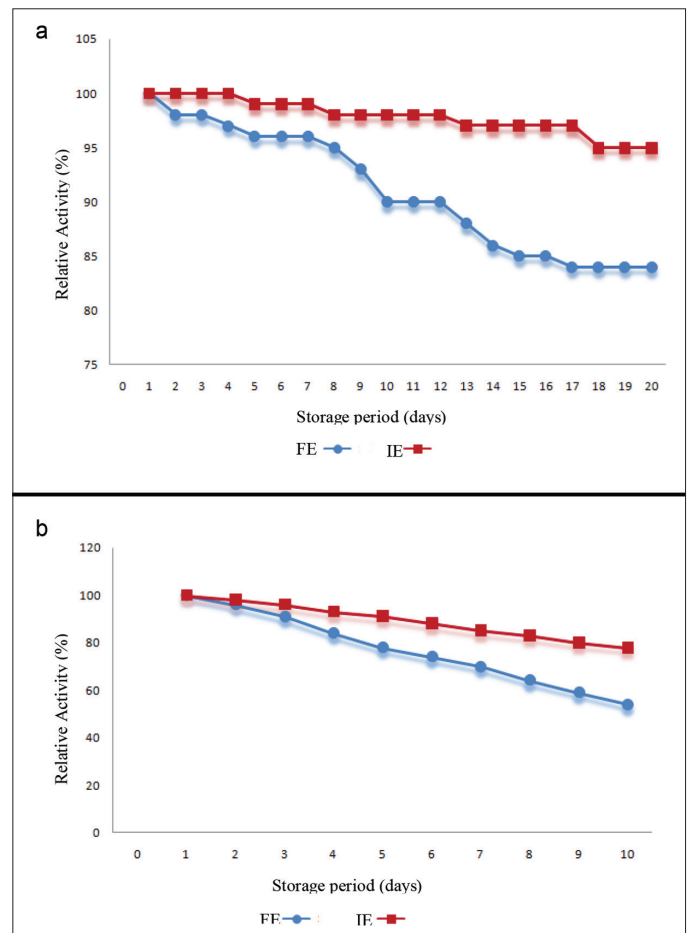 a
105
100
95
90
85
80
75
Relative Activity (%)
0 1 2 3 4 5 6 7 8 9 10 11 12 13 14 15 16 17 18 19 20
Storage period (days)
FE IE
b
120
100
80
60
40
20
0
Relative Activity (%)
0 1 2 3 4 5 6 7 8 9 10
Storage period (days)
FE IE